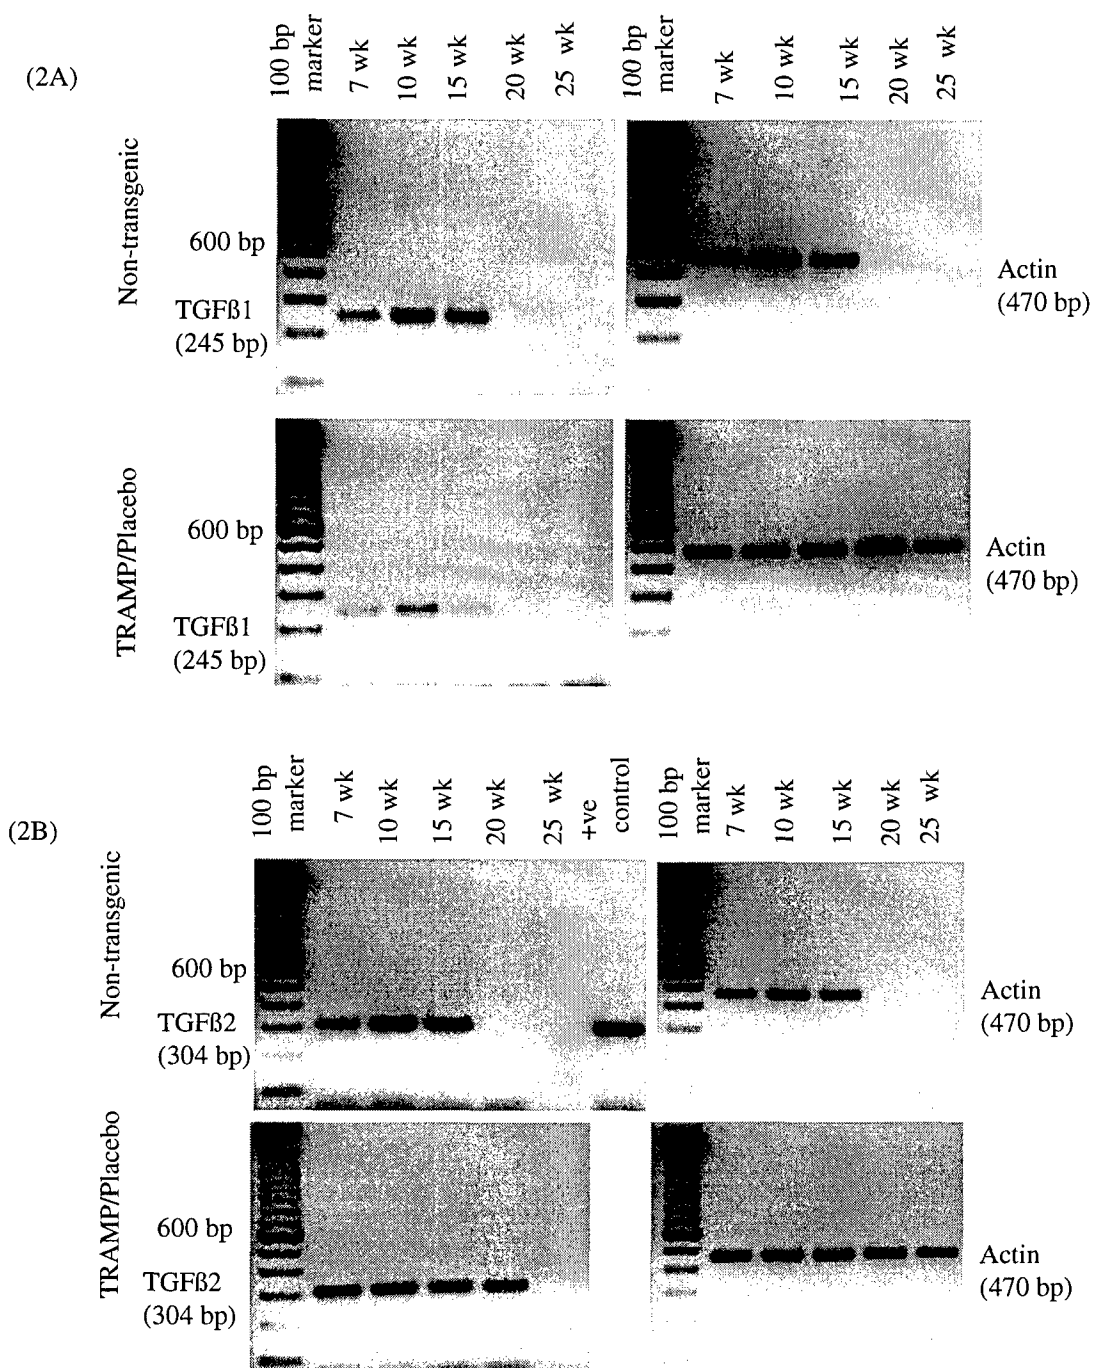 (2A)
100 bp
marker
7 wk
10 wk
15 wk
20 wk
25 wk
100 bp
marker
7 wk
10 wk
15 wk
20 wk
25 wk
Non-transgenic
600 bp
TGFß1
(245 bp)
Actin
(470 bp)
TRAMP/Placebo
600 bp
TGFß1
(245 bp)
Actin
(470 bp)
(2B)
100 bp
marker
7 wk
10 wk
15 wk
20 wk
25 wk
+ve
control
100 bp
marker
7 wk
10 wk
15 wk
20 wk
25 wk
Non-transgenic
600 bp
TGFß2
(304 bp)
Actin
(470 bp)
TRAMP/Placebo
600 bp
TGFß2
(304 bp)
Actin
(470 bp)